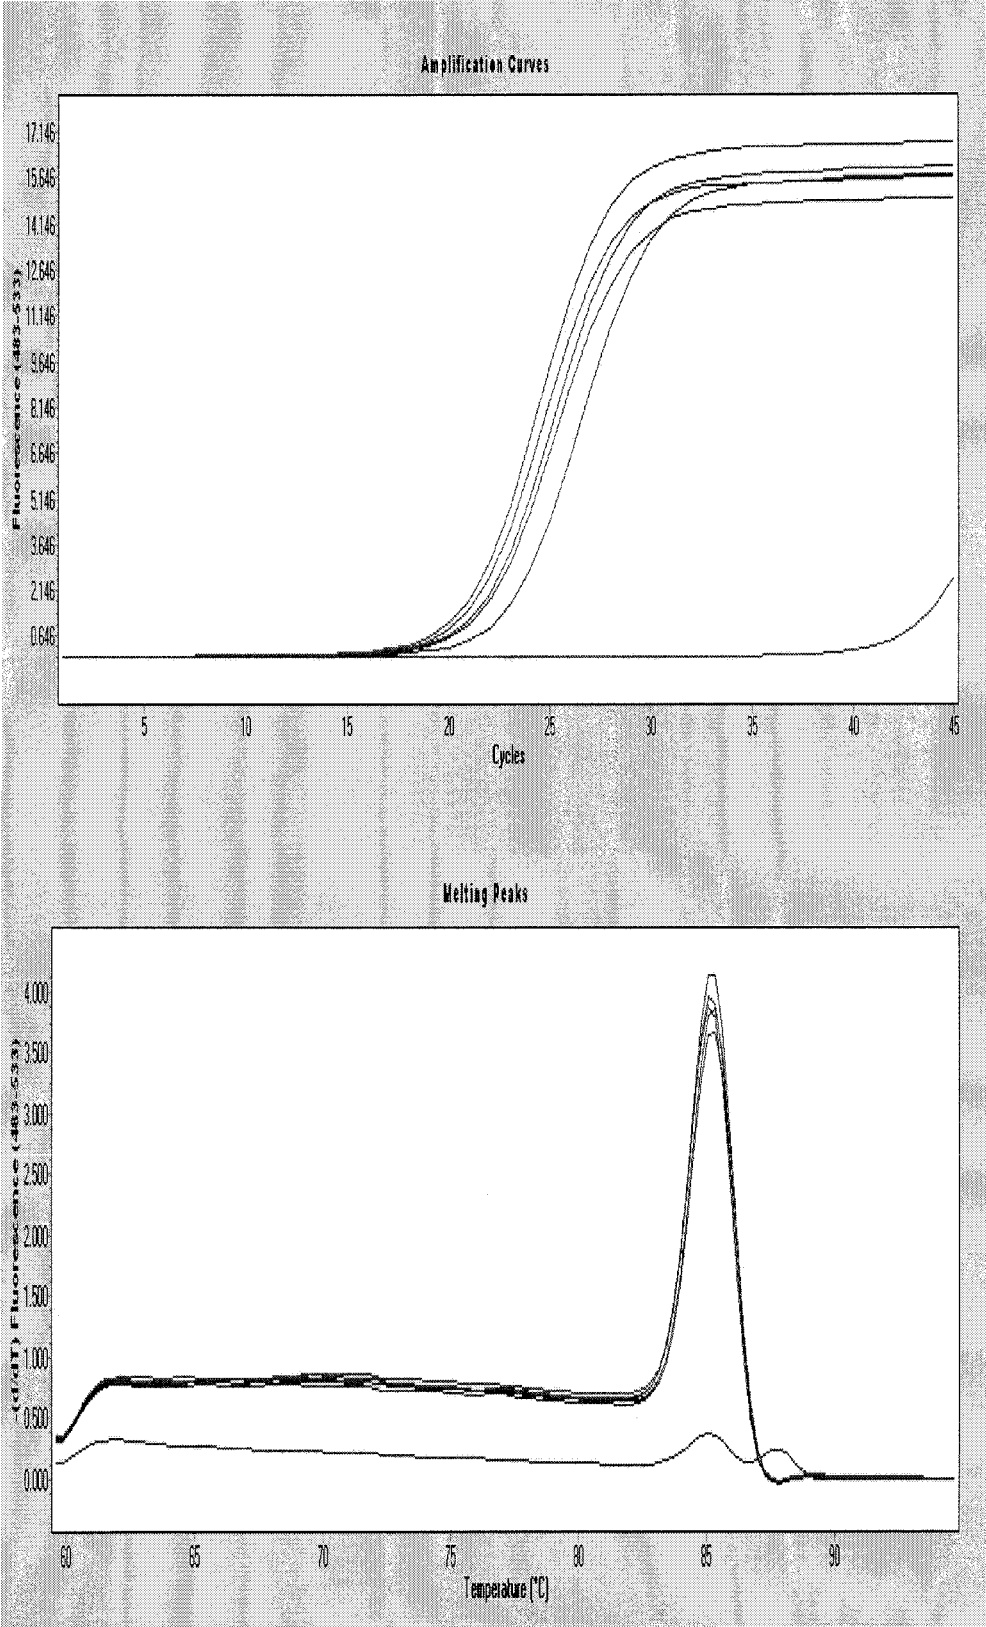 Amplification Curves
Fluorescence (483-533)
17.146
15.646
14.146
12.646
11.146
9.646
8.146
6.646
5.146
3.646
2.146
0.646
5 10 15 20 25 30 35 40 45
Cycles
Melting Peaks
-(d/dT) Fluorescence (483-533)
4.000
3.500
3.000
2.500
2.000
1.500
1.000
0.500
0.000
60 65 70 75 80 85 90
Temperature (°C)